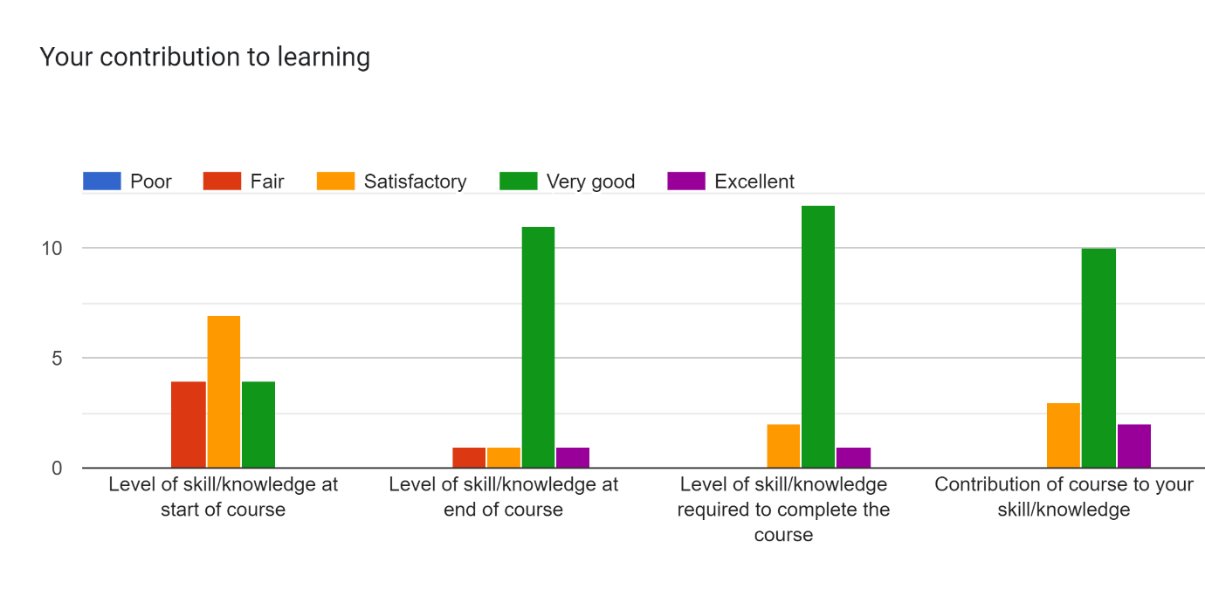 Your contribution to learning
Poor Fair Satisfactory Very good Excellent
10
5
0
Level of skill/knowledge at
start of course
Level of skill/knowledge at
end of course
Level of skill/knowledge
required to complete the
course
Contribution of course to your
skill/knowledge